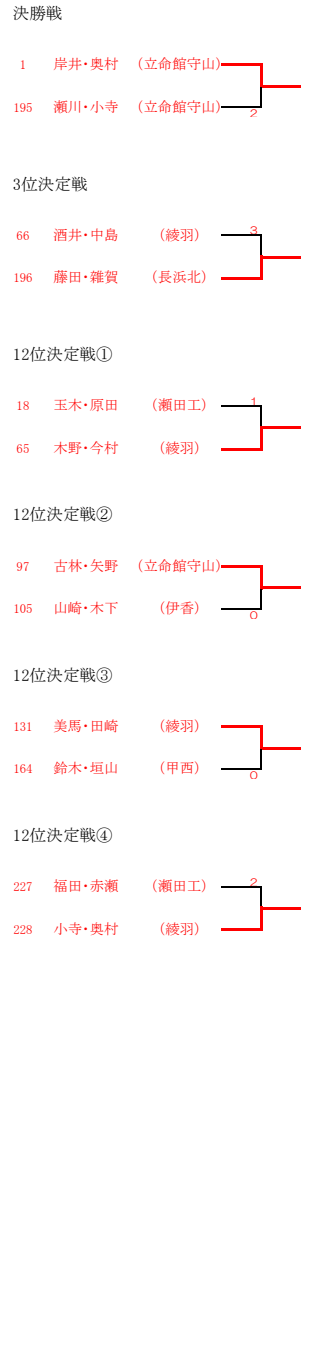 決勝戦
1 岸井・奥村 （立命館守山）
195 瀬川・小寺 （立命館守山）
2
3位決定戦
66 酒井・中島 （綾羽） 3
196 藤田・雑賀 （長浜北）
12位決定戦①
18 玉木・原田 （瀬田工） 1
65 木野・今村 （綾羽）
12位決定戦②
97 古林・矢野 （立命館守山）
105 山崎・木下 （伊香）
0
12位決定戦③
131 美馬・田崎 （綾羽）
164 鈴木・垣山 （甲西）
0
12位決定戦④
227 福田・赤瀬 （瀬田工） 2
228 小寺・奥村 （綾羽）